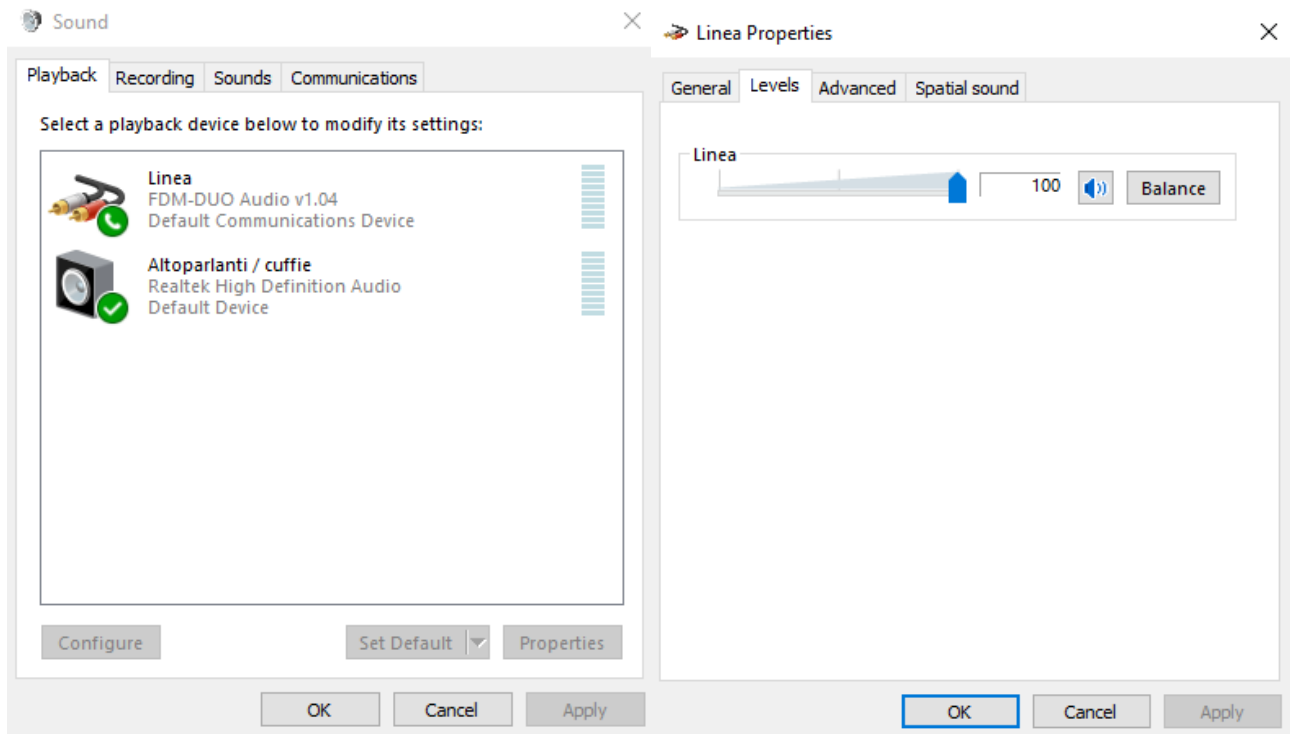 Sound
Playback Recording Sounds Communications
Select a playback device below to modify its settings:
Linea
FDM-DUO Audio v1.04
Default Communications Device
Altoparlanti / cuffie
Realtek High Definition Audio
Default Device
Configure Set Default Properties
OK Cancel Apply
Linea Properties
General Levels Advanced Spatial sound
Linea
100 Balance
OK Cancel Apply